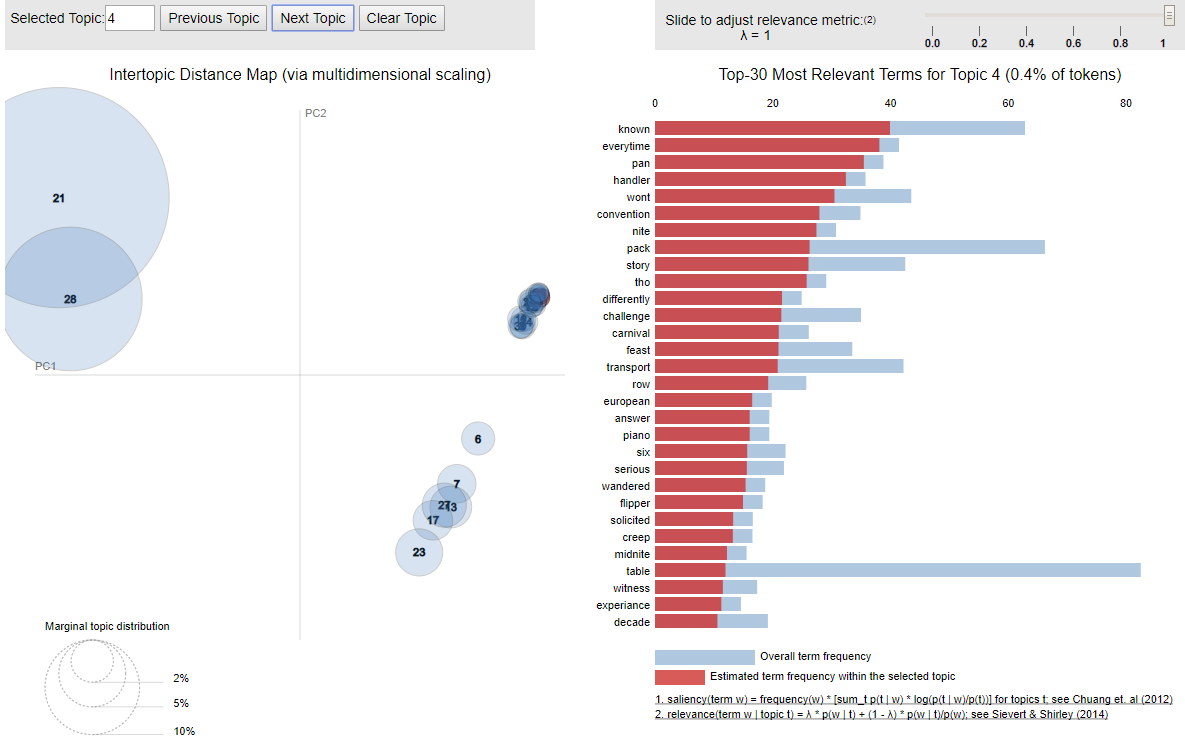 Selected Topic: 4 Previous Topic Next Topic Clear Topic
Slide to adjust relevance metric:(2)
λ = 1
0.0 0.2 0.4 0.6 0.8 1
Intertopic Distance Map (via multidimensional scaling)
PC2
PC1
21
28
6
7
27
13
17
23
Marginal topic distribution
2%
5%
10%
Top-30 Most Relevant Terms for Topic 4 (0.4% of tokens)
0 20 40 60 80
known
everytime
pan
handler
wont
convention
nite
pack
story
tho
differently
challenge
carnival
feast
transport
row
european
answer
piano
six
serious
wandered
flipper
solicited
creep
midnite
table
witness
experiance
decade
Overall term frequency
Estimated term frequency within the selected topic
1. saliency(term w) = frequency(w) * [sum_t p(t | w) * log(p(t | w)/p(t))] for topics t; see Chuang et. al (2012)
2. relevance(term w | topic t) = λ * p(w | t) + (1 - λ) * p(w | t)/p(w); see Sievert & Shirley (2014)